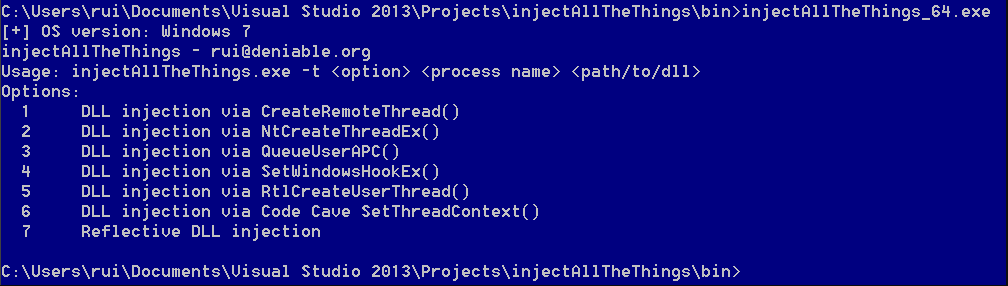 C:\Users\rui\Documents\Visual Studio 2013\Projects\injectAllTheThings\bin>injectAllTheThings_64.exe
[+] OS version: Windows 7
injectAllTheThings - rui@deniable.org
Usage: injectAllTheThings.exe -t <option> <process name> <path/to/dll>
Options:
  1     DLL injection via CreateRemoteThread()
  2     DLL injection via NtCreateThreadEx()
  3     DLL injection via QueueUserAPC()
  4     DLL injection via SetWindowsHookEx()
  5     DLL injection via RtlCreateUserThread()
  6     DLL injection via Code Cave SetThreadContext()
  7     Reflective DLL injection
C:\Users\rui\Documents\Visual Studio 2013\Projects\injectAllTheThings\bin>